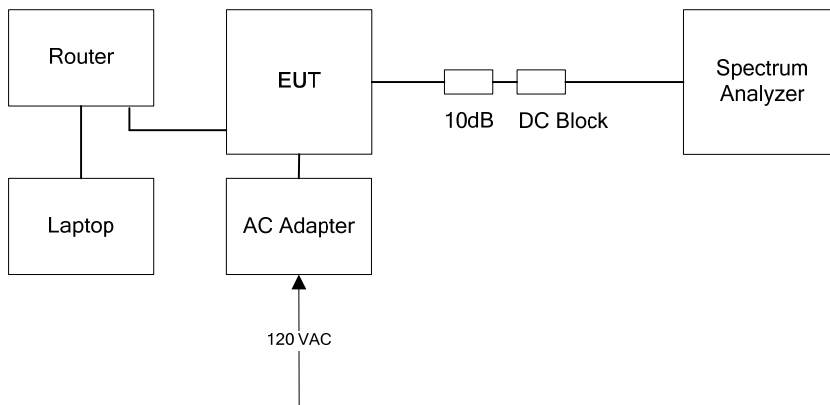 Router
EUT
Spectrum
Analyzer
10dB
DC Block
Laptop
AC Adapter
120 VAC